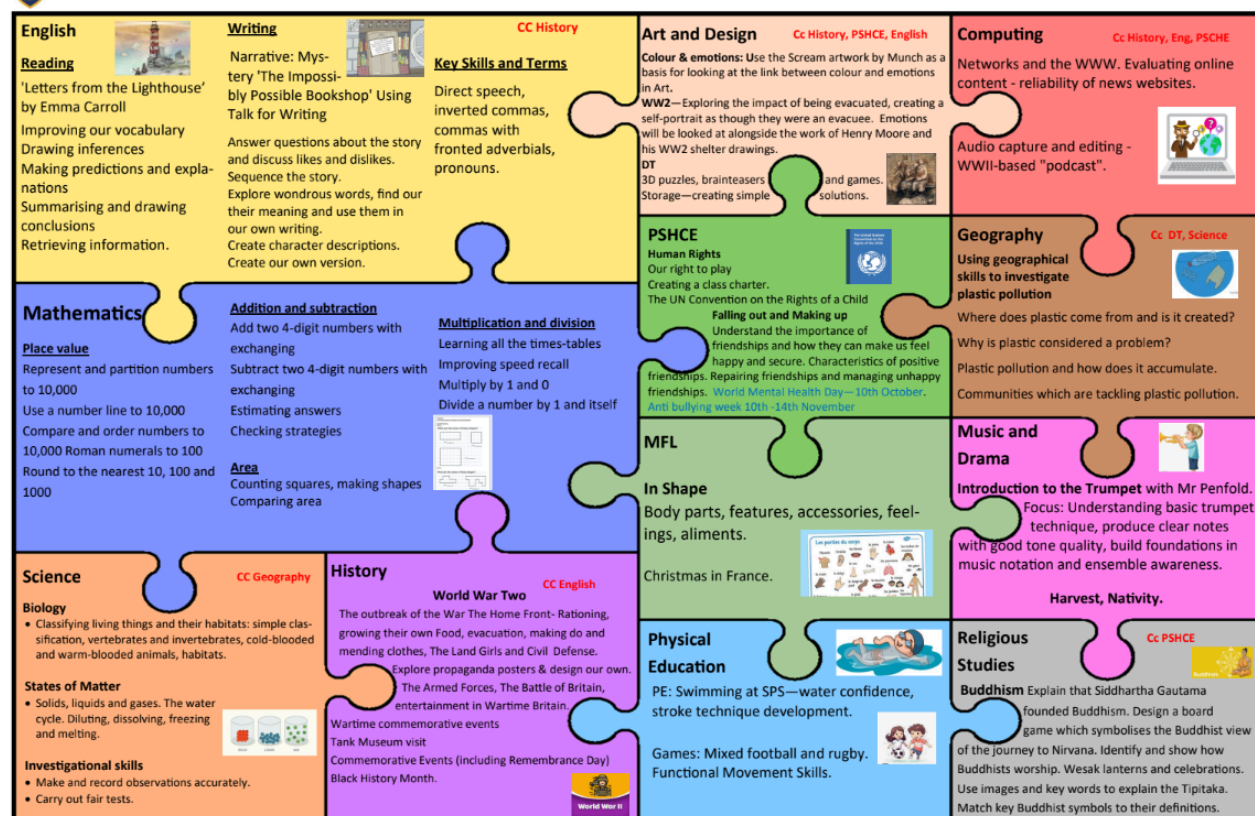 English
Reading
'Letters from the Lighthouse'
by Emma Carroll
Improving our vocabulary
Drawing inferences
Making predictions and expla-
nations
Summarising and drawing
conclusions
Retrieving information.
Writing
Narrative: Mys-
tery 'The Impossi-
bly Possible Bookshop' Using
Talk for Writing
Answer questions about the story
and discuss likes and dislikes.
Sequence the story.
Explore wondrous words, find our
their meaning and use them in
our own writing.
Create character descriptions.
Create our own version.
CC History
Key Skills and Terms
Direct speech,
inverted commas,
commas with
fronted adverbials,
pronouns.
Art and Design
Cc History, PSHCE, English
Colour & emotions: Use the Scream artwork by Munch as a
basis for looking at the link between colour and emotions
in Art.
WW2—Exploring the impact of being evacuated, creating a
self-portrait as though they were an evacuee. Emotions
will be looked at alongside the work of Henry Moore and
his WW2 shelter drawings.
DT
3D puzzles, brainteasers and games.
Storage—creating simple solutions.
Computing
Cc History, Eng, PSCHE
Networks and the WWW. Evaluating online
content - reliability of news websites.
Audio capture and editing -
WWII-based "podcast".
Mathematics
Place value
Represent and partition numbers
to 10,000
Use a number line to 10,000
Compare and order numbers to
10,000 Roman numerals to 100
Round to the nearest 10, 100 and
1000
Addition and subtraction
Add two 4-digit numbers with
exchanging
Subtract two 4-digit numbers with
exchanging
Estimating answers
Checking strategies
Area
Counting squares, making shapes
Comparing area
Multiplication and division
Learning all the times-tables
Improving speed recall
Multiply by 1 and 0
Divide a number by 1 and itself
PSHCE
Human Rights
Our right to play
Creating a class charter.
The UN Convention on the Rights of a Child
Falling out and Making up
Understand the importance of
friendships and how they can make us feel
happy and secure. Characteristics of positive
friendships. Repairing friendships and managing unhappy
friendships. World Mental Health Day—10th October.
Anti bullying week 10th -14th November
Geography
Cc DT, Science
Using geographical
skills to investigate
plastic pollution
Where does plastic come from and is it created?
Why is plastic considered a problem?
Plastic pollution and how does it accumulate.
Communities which are tackling plastic pollution.
MFL
In Shape
Body parts, features, accessories, feel-
ings, aliments.
Christmas in France.
Les parties du corps
Music and
Drama
Introduction to the Trumpet with Mr Penfold.
Focus: Understanding basic trumpet
technique, produce clear notes
with good tone quality, build foundations in
music notation and ensemble awareness.
Harvest, Nativity.
Science
CC Geography
Biology
• Classifying living things and their habitats: simple clas-
sification, vertebrates and invertebrates, cold-blooded
and warm-blooded animals, habitats.
States of Matter
• Solids, liquids and gases. The water
cycle. Diluting, dissolving, freezing
and melting.
Investigational skills
• Make and record observations accurately.
• Carry out fair tests.
History
CC English
World War Two
The outbreak of the War The Home Front- Rationing,
growing their own Food, evacuation, making do and
mending clothes, The Land Girls and Civil Defense.
Explore propaganda posters & design our own.
The Armed Forces, The Battle of Britain,
entertainment in Wartime Britain.
Wartime commemorative events
Tank Museum visit
Commemorative Events (including Remembrance Day)
Black History Month.
World War II
Physical
Education
PE: Swimming at SPS—water confidence,
stroke technique development.
Games: Mixed football and rugby.
Functional Movement Skills.
Religious
Studies
Cc PSHCE
Buddhism
Buddhism Explain that Siddhartha Gautama
founded Buddhism. Design a board
game which symbolises the Buddhist view
of the journey to Nirvana. Identify and show how
Buddhists worship. Wesak lanterns and celebrations.
Use images and key words to explain the Tipitaka.
Match key Buddhist symbols to their definitions.